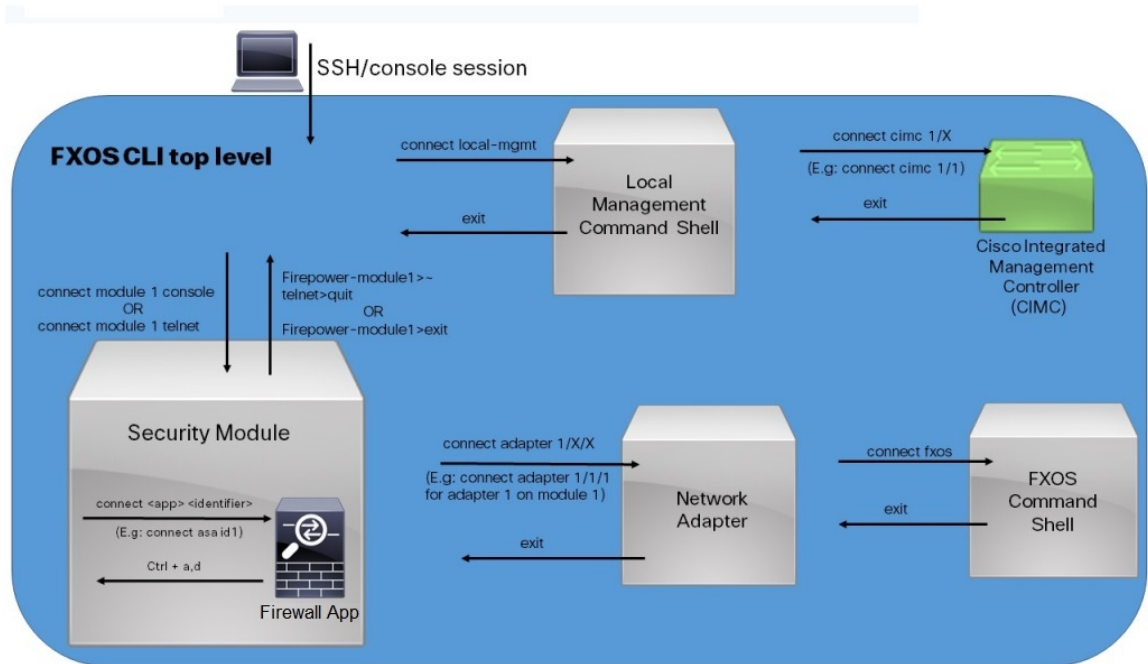 SSH/console session
FXOS CLI top level
connect local-mgmt
exit
Local
Management
Command Shell
connect cimc 1/X
(E.g: connect cimc 1/1)
exit
Cisco Integrated
Management
Controller
(CIMC)
connect module 1 console
OR
connect module 1 telnet
Firepower-module1>~
telnet>quit
OR
Firepower-module1>exit
Security Module
connect <app> <identifier>
(E.g: connect asa id1)
Ctrl + a,d
Firewall App
connect adapter 1/X/X
(E.g: connect adapter 1/1/1
for adapter 1 on module 1)
exit
Network
Adapter
connect fxos
exit
FXOS
Command
Shell